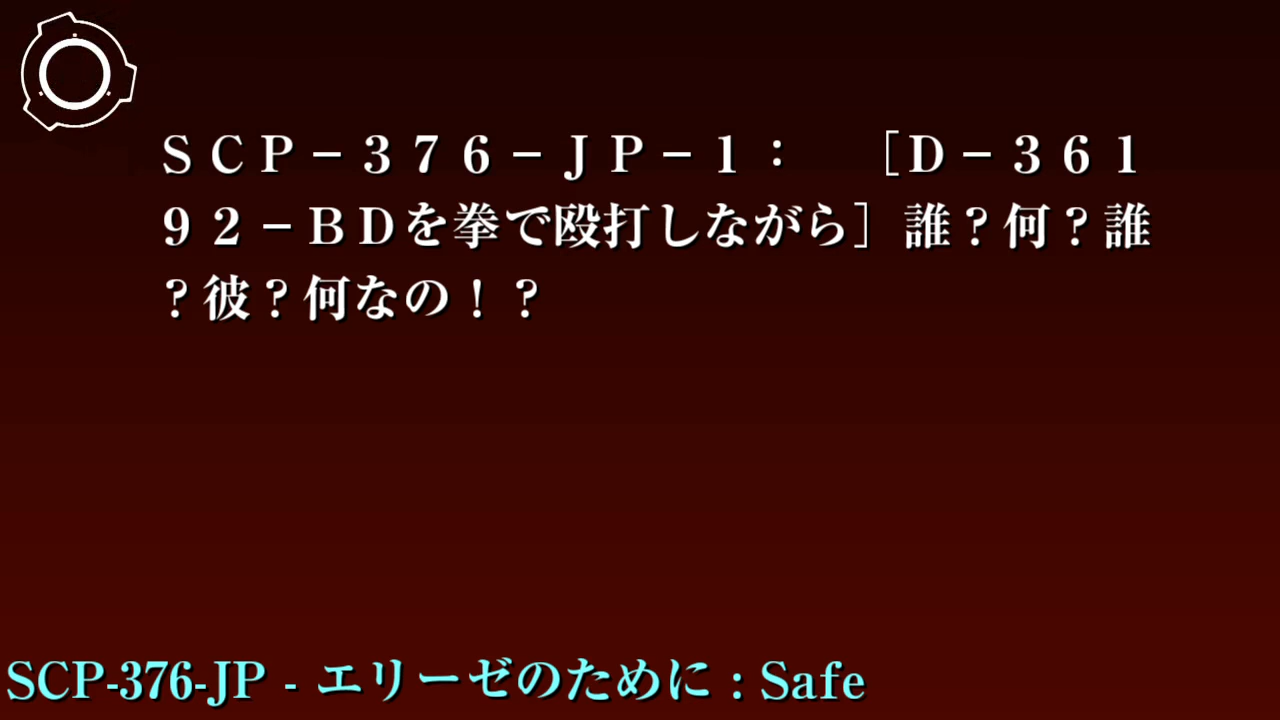 ＳＣＰ－３７６－ＪＰ－１：　［Ｄ－３６１
９２－ＢＤを拳で殴打しながら］誰？何？誰
？彼？何なの！？
SCP-376-JP - エリーゼのために : Safe